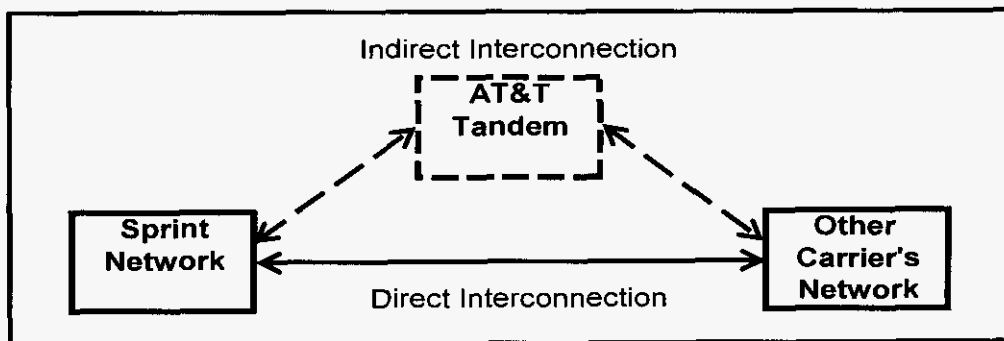 Indirect Interconnection
AT&T
Tandem
Sprint
Network
Other
Carrier's
Network
Direct Interconnection